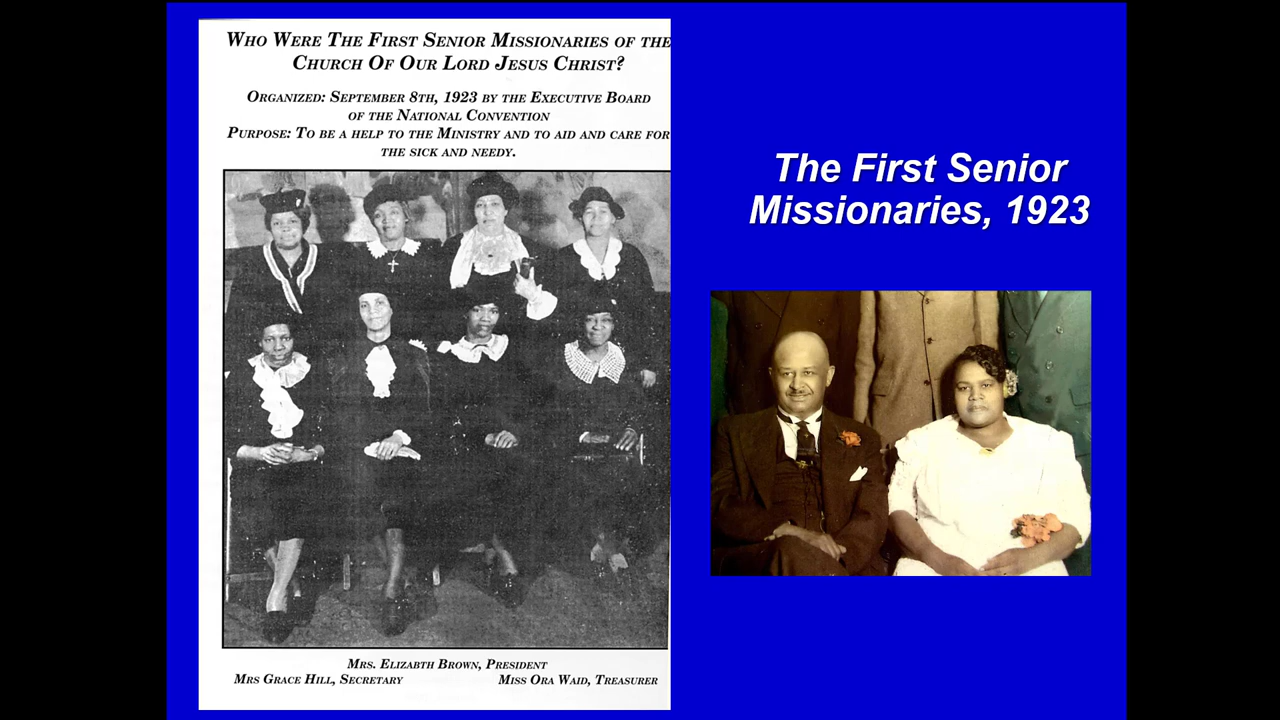 WHO WERE THE FIRST SENIOR MISSIONARIES OF THE
CHURCH OF OUR LORD JESUS CHRIST?
ORGANIZED: SEPTEMBER 8TH, 1923 BY THE EXECUTIVE BOARD
OF THE NATIONAL CONVENTION
PURPOSE: TO BE A HELP TO THE MINISTRY AND TO AID AND CARE FOR
THE SICK AND NEEDY.
MRS. ELIZABTH BROWN, PRESIDENT
MRS GRACE HILL, SECRETARY MISS ORA WAID, TREASURER
The First Senior
Missionaries, 1923